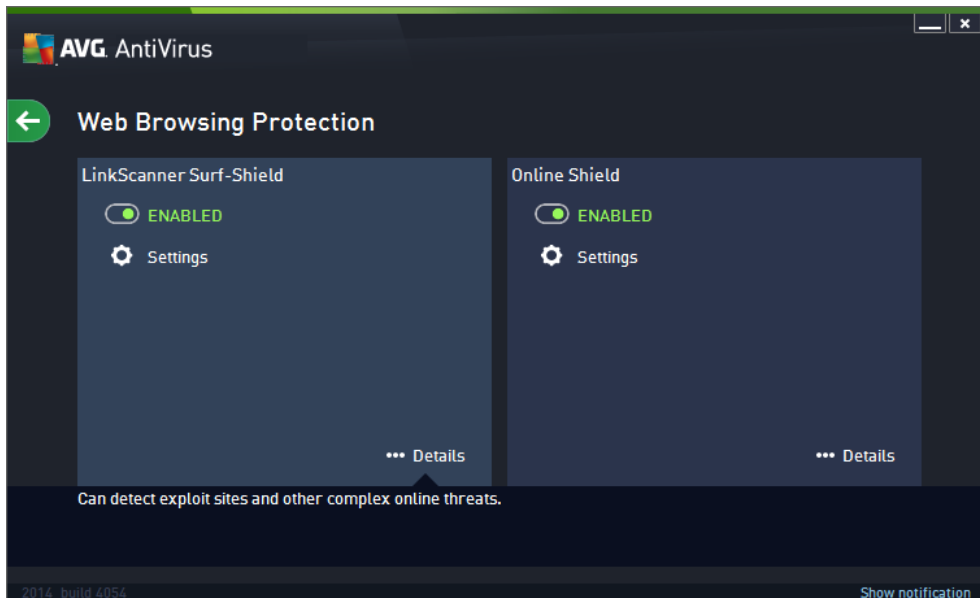 AVG. AntiVirus
Web Browsing Protection
LinkScanner Surf-Shield
ENABLED
Settings
••• Details
Online Shield
ENABLED
Settings
••• Details
Can detect exploit sites and other complex online threats.
2014 build 4054
Show notification